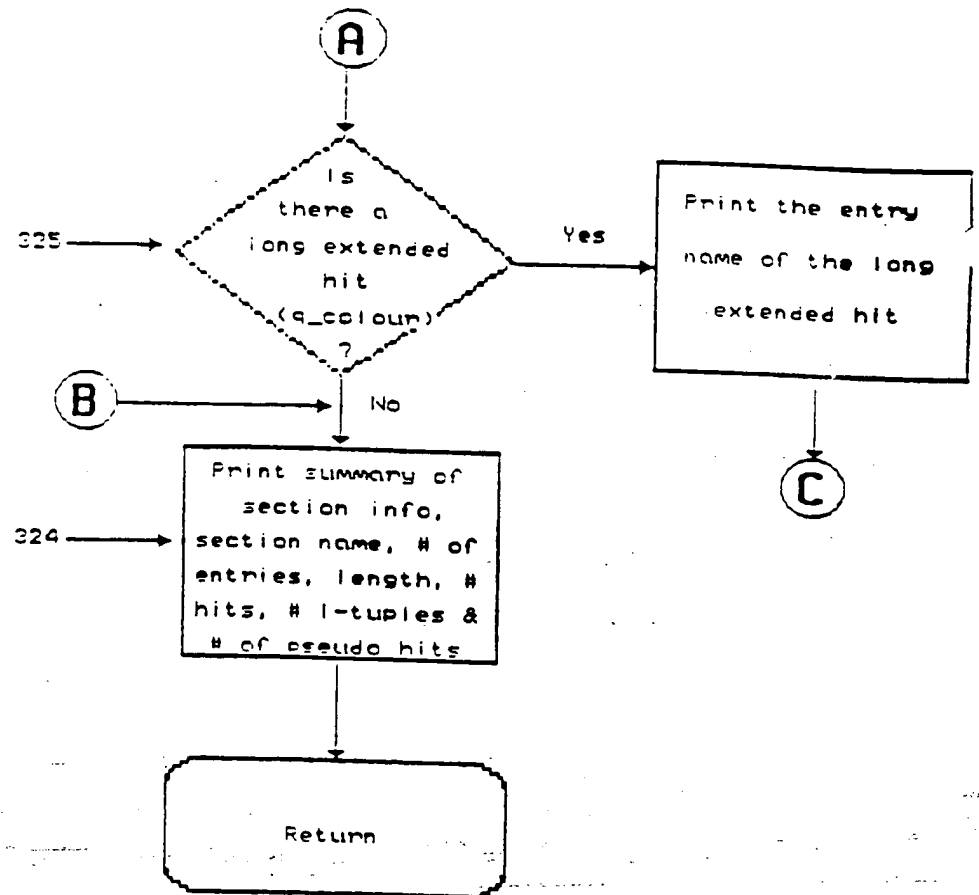 A
Is
there a
long extended
hit
(q_colour)
?
325
Yes
Print the entry
name of the long
extended hit
B
No
C
Print summary of
section info,
section name, # of
entries, length, #
hits, # l-tuples &
# of pseudo hits
324
Return